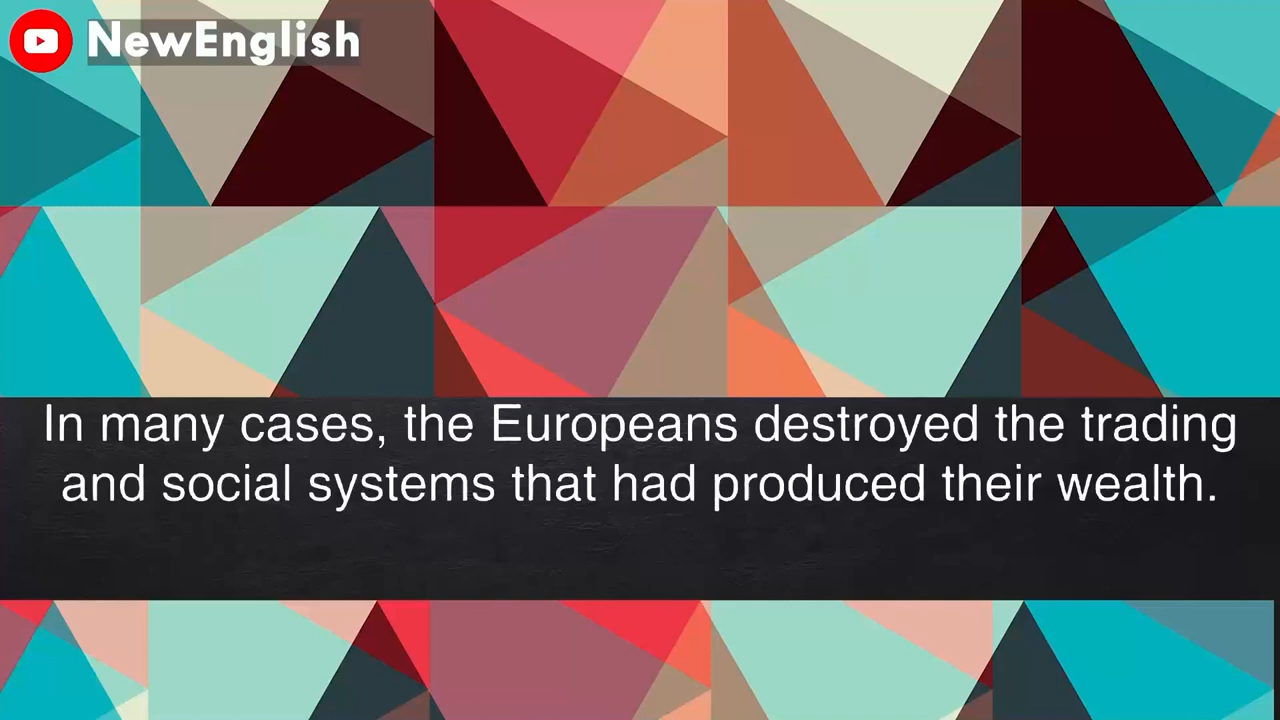 NewEnglish
In many cases, the Europeans destroyed the trading
and social systems that had produced their wealth.